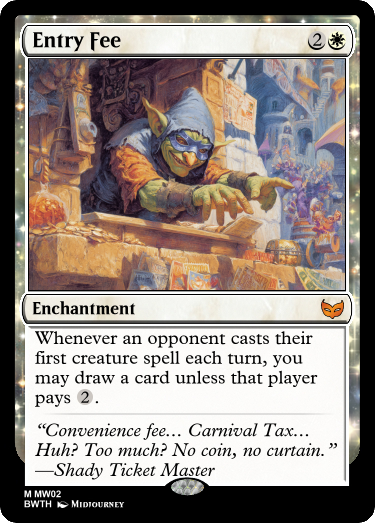 Entry Fee 2
Enchantment
Whenever an opponent casts their
first creature spell each turn, you
may draw a card unless that player
pays 2.
“Convenience fee… Carnival Tax…
Huh? Too much? No coin, no curtain.”
—Shady Ticket Master
M MW02
BWTH Midjourney